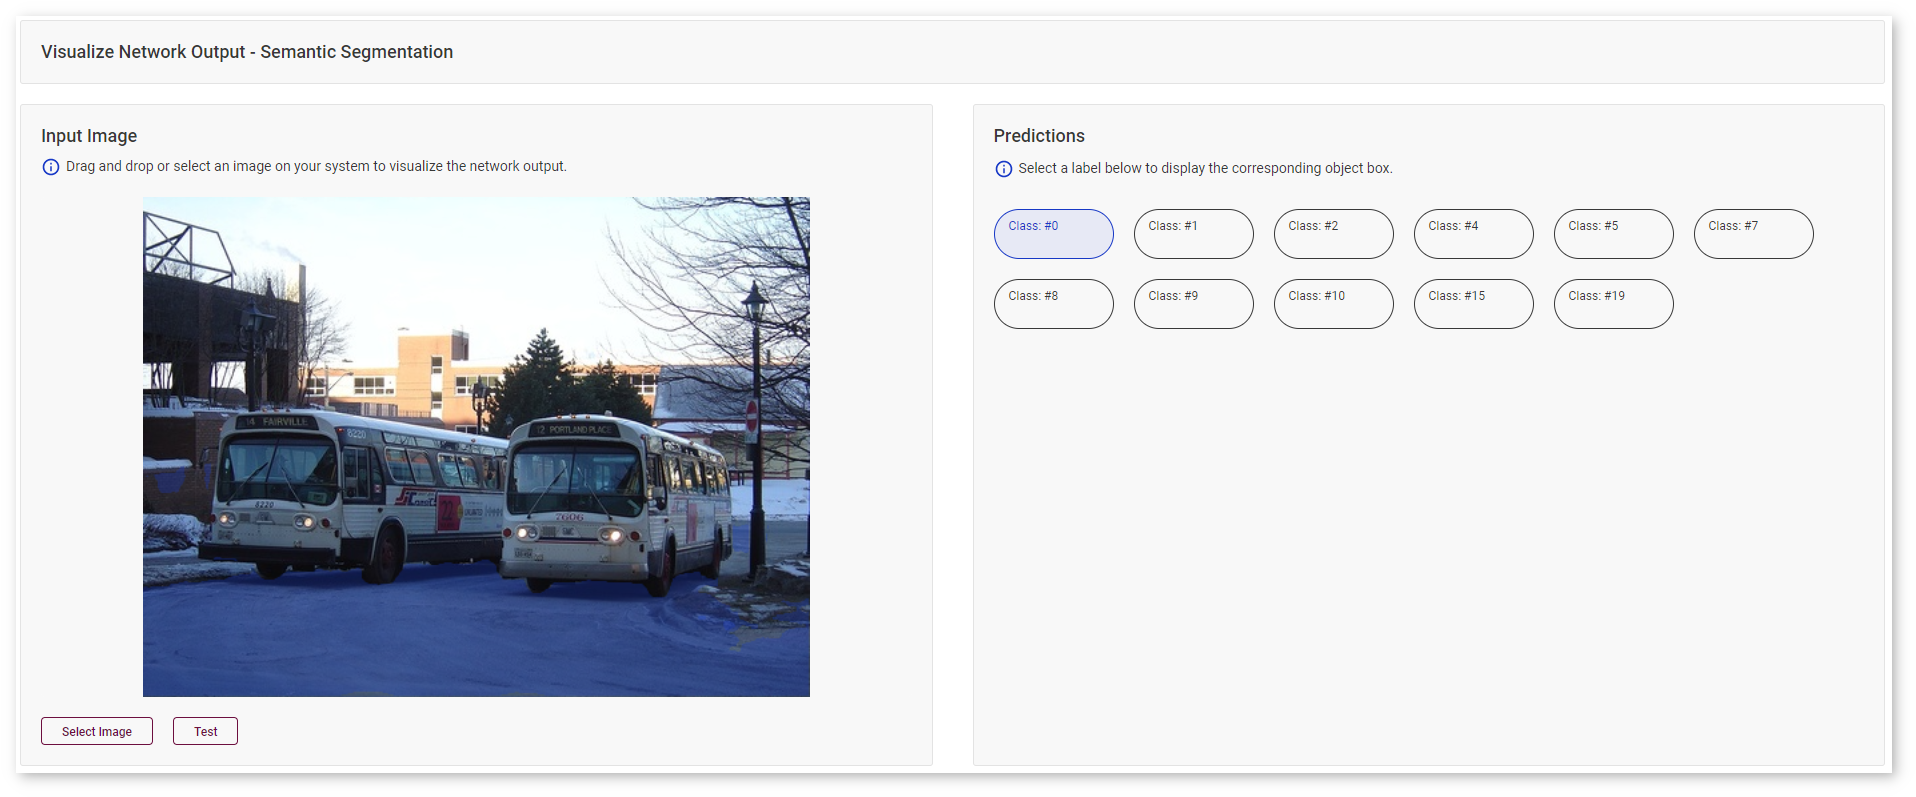 Visualize Network Output - Semantic Segmentation
Input Image
Drag and drop or select an image on your system to visualize the network output.
14 FAIRVILLE
8220
8220
12 PORTLAND PLACE
7606
GMC
Select Image
Test
Predictions
Select a label below to display the corresponding object box.
Class: #0
Class: #1
Class: #2
Class: #4
Class: #5
Class: #7
Class: #8
Class: #9
Class: #10
Class: #15
Class: #19